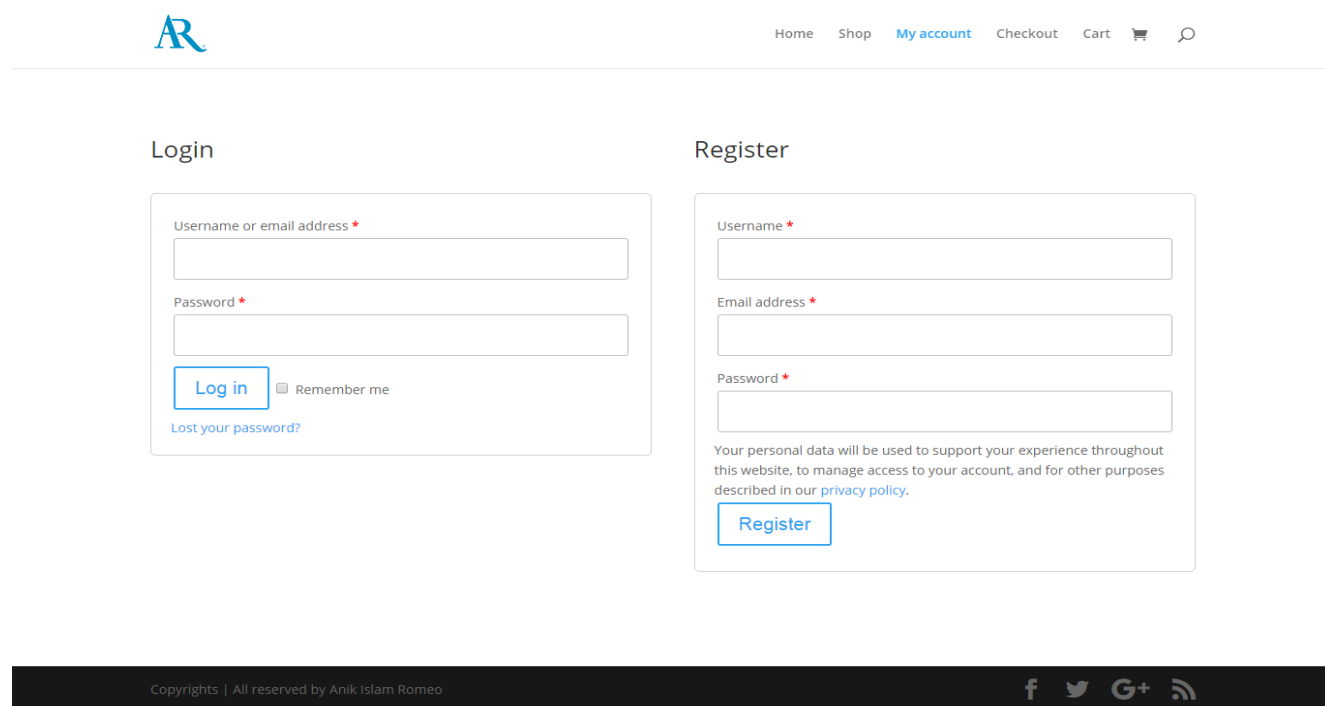 AR
Home Shop My account Checkout Cart
Login
Username or email address *
Password *
Log in Remember me
Lost your password?
Register
Username *
Email address *
Password *
Your personal data will be used to support your experience throughout
this website, to manage access to your account, and for other purposes
described in our privacy policy.
Register
Copyrights | All reserved by Anik Islam Romeo
f G+